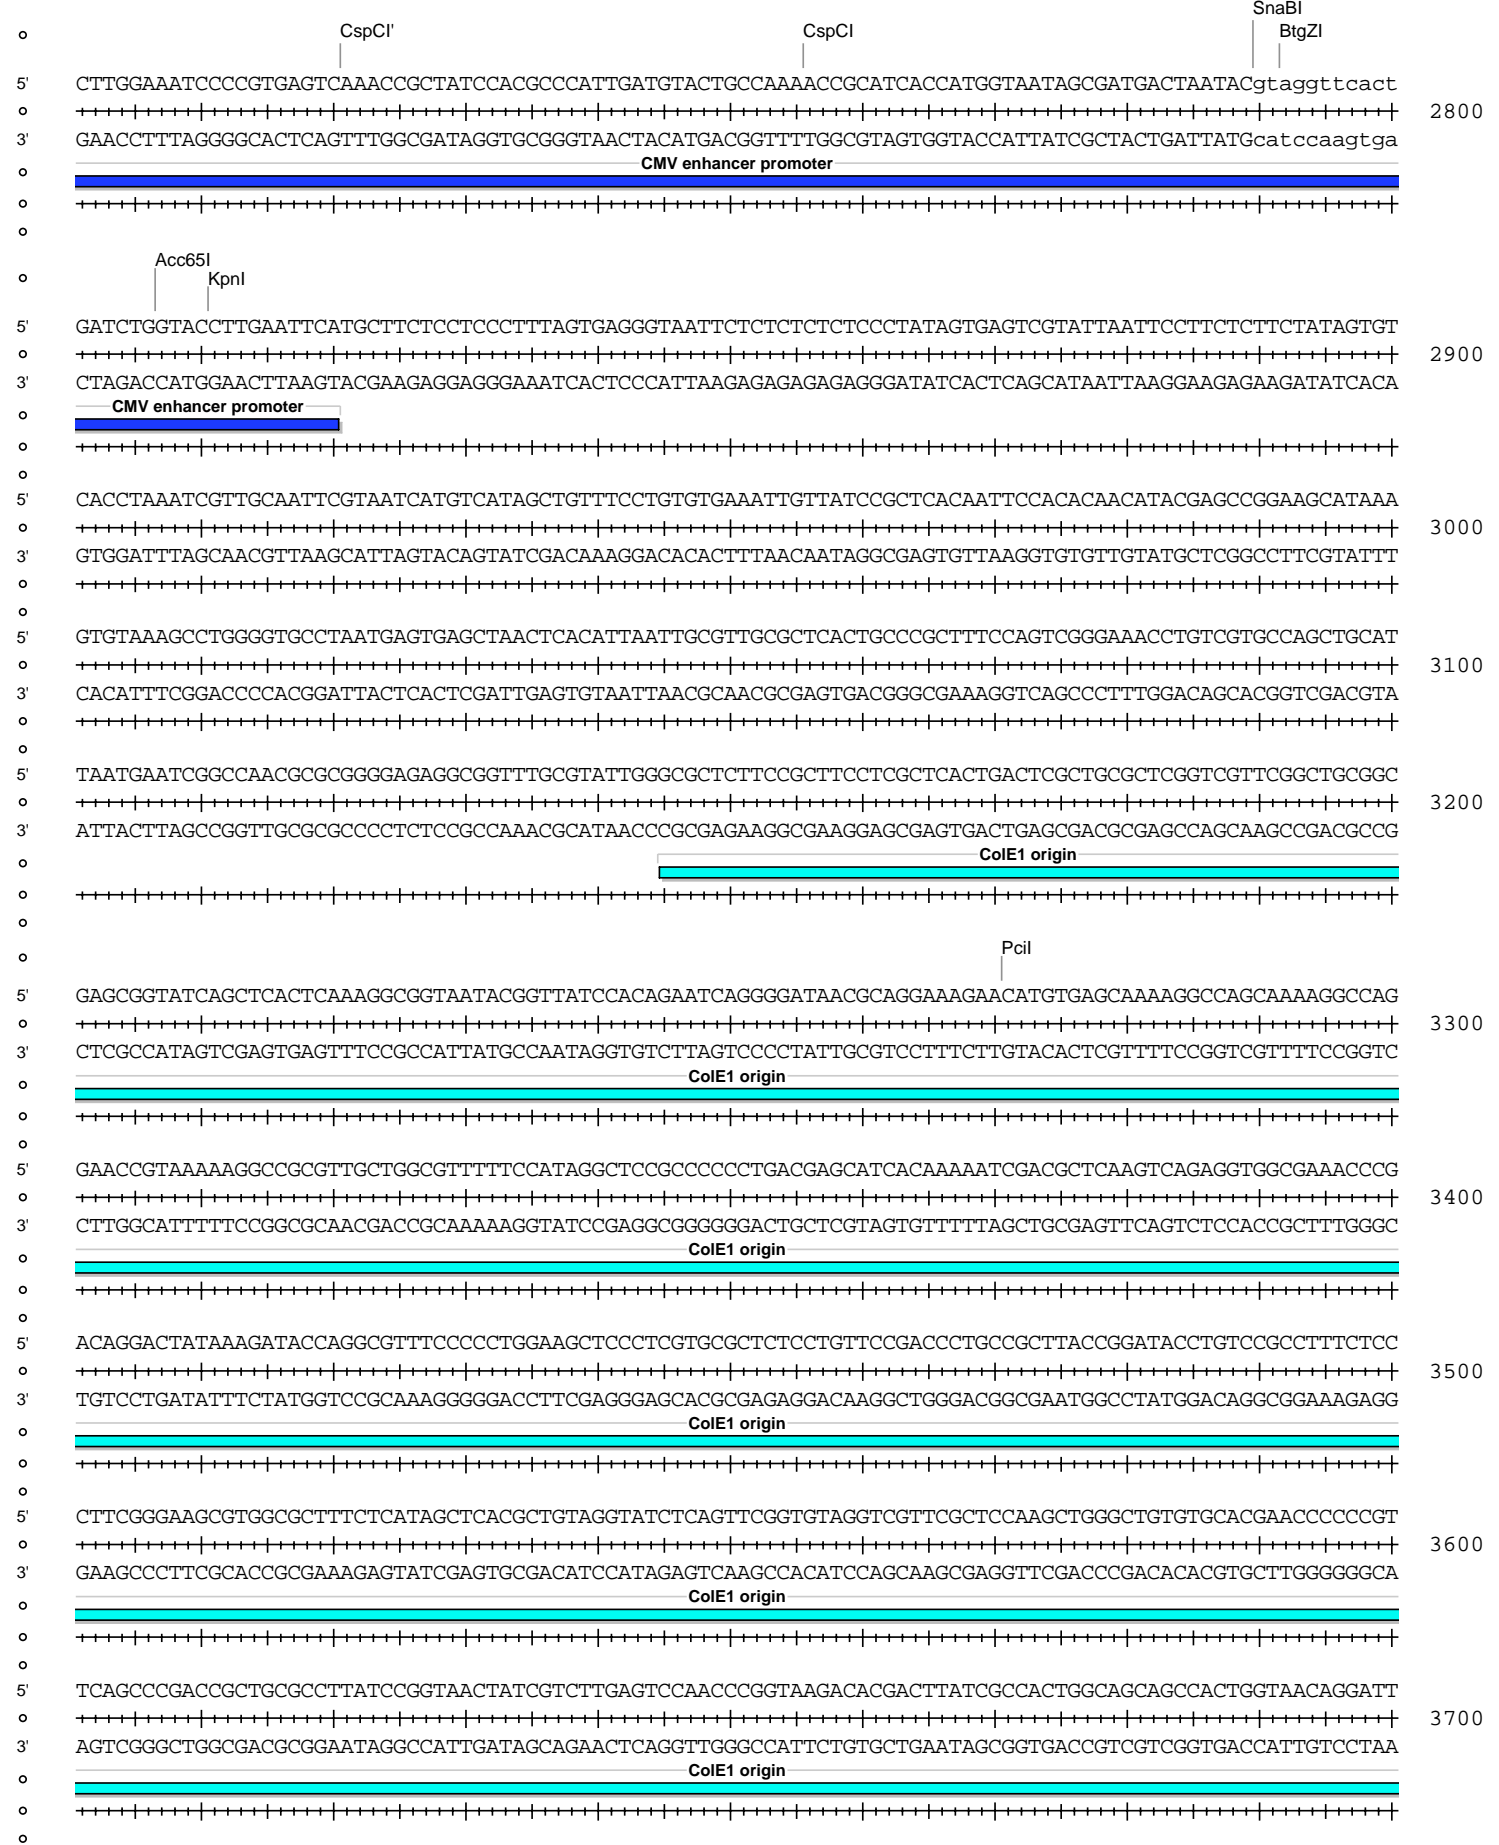 SnaBI
CspCI' CspCI BtgZI
5' CTTGGAAATCCCCGTGAGTCAAACCGCTATCCACGCCCATTGATGTACTGCCAAAACCGCATCACCATGGTAATAGCGATGACTAATACgtaggttcact
2800
3' GAACCTTTAGGGGCACTCAGTTTGGCGATAGGTGCGGGTAACTACATGACGGTTTTGGCGTAGTGGTACCATTATCGCTACTGATTATGcatccaagtga
CMV enhancer promoter
Acc65I
KpnI
5' GATCTGGTACCTTGAATTCATGCTTCTCCTCCCTTTAGTGAGGGTAATTCTCTCTCTCTCCCTATAGTGAGTCGTATTAATTCCTTCTCTTCTATAGTGT
2900
3' CTAGACCATGGAACTTAAGTACGAAGAGGAGGGAAATCACTCCCATTAAGAGAGAGAGAGGGATATCACTCAGCATAATTAAGGAAGAGAAGATATCACA
CMV enhancer promoter
5' CACCTAAATCGTTGCAATTCGTAATCATGTCATAGCTGTTTCCTGTGTGAAATTGTTATCCGCTCACAATTCCACACAACATACGAGCCGGAAGCATAAA
3000
3' GTGGATTTAGCAACGTTAAGCATTAGTACAGTATCGACAAAGGACACACTTTAACAATAGGCGAGTGTTAAGGTGTGTTGTATGCTCGGCCTTCGTATTT
5' GTGTAAAGCCTGGGGTGCCTAATGAGTGAGCTAACTCACATTAATTGCGTTGCGCTCACTGCCCGCTTTCCAGTCGGGAAACCTGTCGTGCCAGCTGCAT
3100
3' CACATTTCGGACCCCACGGATTACTCACTCGATTGAGTGTAATTAACGCAACGCGAGTGACGGGCGAAAGGTCAGCCCTTTGGACAGCACGGTCGACGTA
5' TAATGAATCGGCCAACGCGCGGGGAGAGGCGGTTTGCGTATTGGGCGCTCTTCCGCTTCCTCGCTCACTGACTCGCTGCGCTCGGTCGTTCGGCTGCGGC
3200
3' ATTACTTAGCCGGTTGCGCGCCCCTCTCCGCCAAACGCATAACCCGCGAGAAGGCGAAGGAGCGAGTGACTGAGCGACGCGAGCCAGCAAGCCGACGCCG
ColE1 origin
PciI
5' GAGCGGTATCAGCTCACTCAAAGGCGGTAATACGGTTATCCACAGAATCAGGGGATAACGCAGGAAAGAACATGTGAGCAAAAGGCCAGCAAAAGGCCAG
3300
3' CTCGCCATAGTCGAGTGAGTTTCCGCCATTATGCCAATAGGTGTCTTAGTCCCCTATTGCGTCCTTTCTTGTACACTCGTTTTCCGGTCGTTTTCCGGTC
ColE1 origin
5' GAACCGTAAAAAGGCCGCGTTGCTGGCGTTTTTCCATAGGCTCCGCCCCCCTGACGAGCATCACAAAAATCGACGCTCAAGTCAGAGGTGGCGAAACCCG
3400
3' CTTGGCATTTTTCCGGCGCAACGACCGCAAAAAGGTATCCGAGGCGGGGGGACTGCTCGTAGTGTTTTTAGCTGCGAGTTCAGTCTCCACCGCTTTGGGC
ColE1 origin
5' ACAGGACTATAAAGATACCAGGCGTTTCCCCCTGGAAGCTCCCTCGTGCGCTCTCCTGTTCCGACCCTGCCGCTTACCGGATACCTGTCCGCCTTTCTCC
3500
3' TGTCCTGATATTTCTATGGTCCGCAAAGGGGGACCTTCGAGGGAGCACGCGAGAGGACAAGGCTGGGACGGCGAATGGCCTATGGACAGGCGGAAAGAGG
ColE1 origin
5' CTTCGGGAAGCGTGGCGCTTTCTCATAGCTCACGCTGTAGGTATCTCAGTTCGGTGTAGGTCGTTCGCTCCAAGCTGGGCTGTGTGCACGAACCCCCCGT
3600
3' GAAGCCCTTCGCACCGCGAAAGAGTATCGAGTGCGACATCCATAGAGTCAAGCCACATCCAGCAAGCGAGGTTCGACCCGACACACGTGCTTGGGGGGCA
ColE1 origin
5' TCAGCCCGACCGCTGCGCCTTATCCGGTAACTATCGTCTTGAGTCCAACCCGGTAAGACACGACTTATCGCCACTGGCAGCAGCCACTGGTAACAGGATT
3700
3' AGTCGGGCTGGCGACGCGGAATAGGCCATTGATAGCAGAACTCAGGTTGGGCCATTCTGTGCTGAATAGCGGTGACCGTCGTCGGTGACCATTGTCCTAA
ColE1 origin